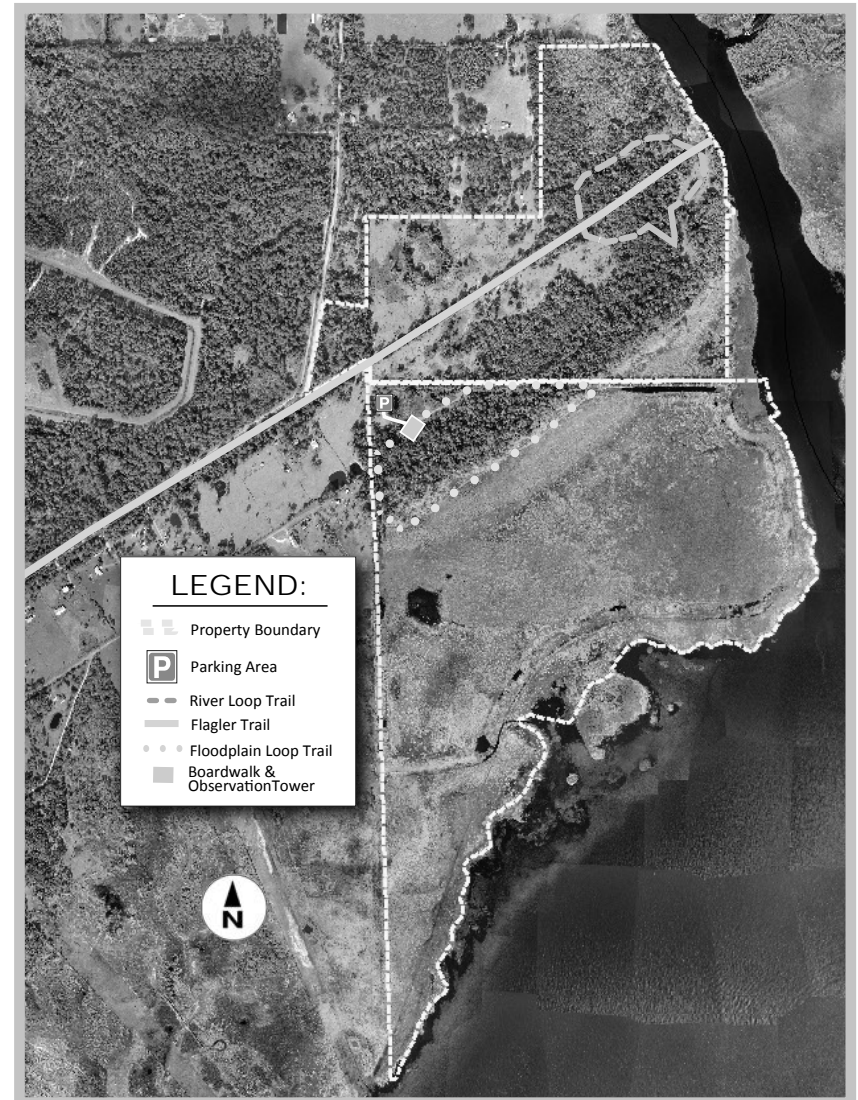 P
LEGEND:
Property Boundary
P
Parking Area
River Loop Trail
Flagler Trail
Floodplain Loop Trail
Boardwalk &
ObservationTower
N